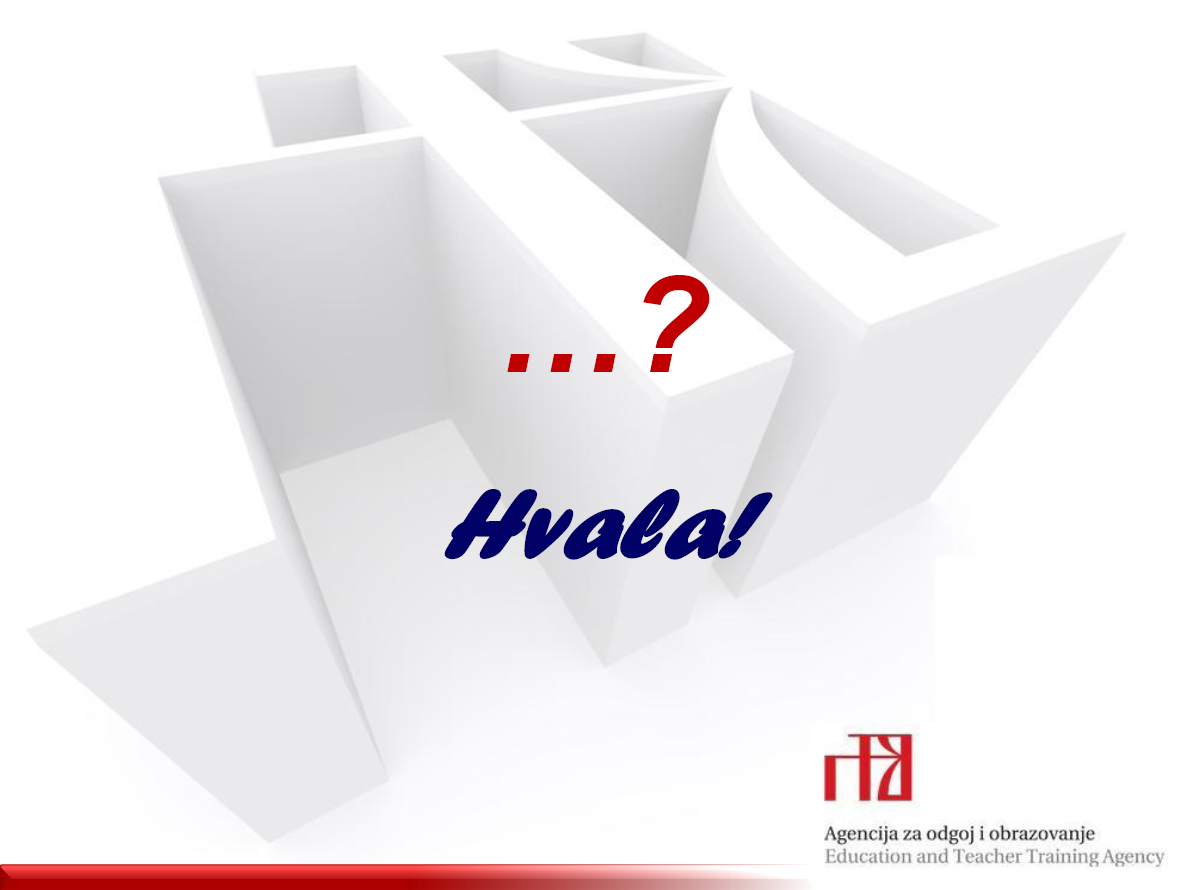 ...?
Hvala!
Agencija za odgoj i obrazovanje
Education and Teacher Training Agency